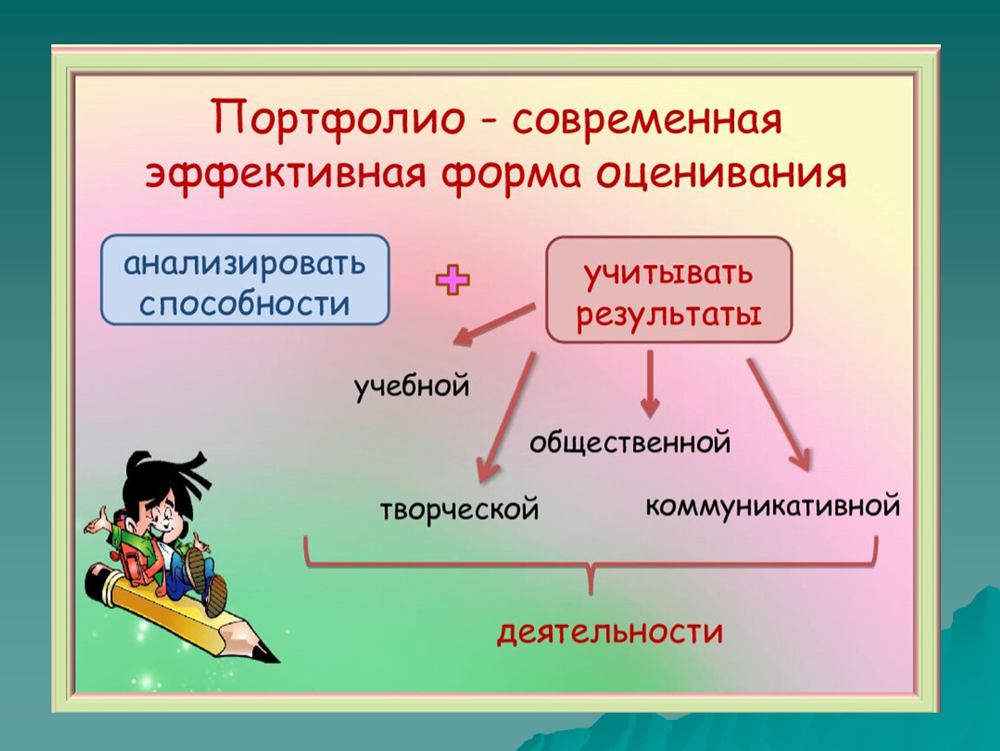 Портфолио - современная
эффективная форма оценивания
анализировать
способности
учитывать
результаты
учебной
общественной
творческой
коммуникативной
деятельности